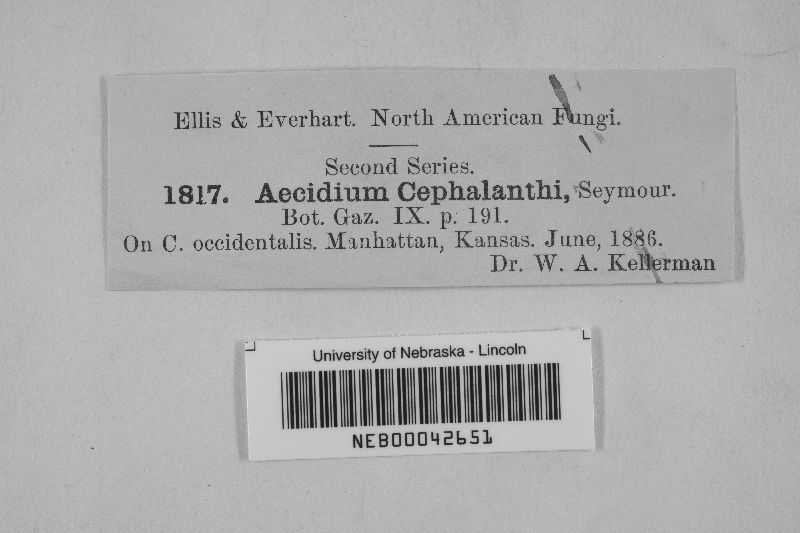 Ellis & Everhart. North American Fungi.
Second Series.
1817. Aecidium Cephalanthi, Seymour.
Bot. Gaz. IX. p. 191.
On C. occidentalis. Manhattan, Kansas. June, 1886.
Dr. W. A. Kellerman
University of Nebraska - Lincoln
NEB00042651